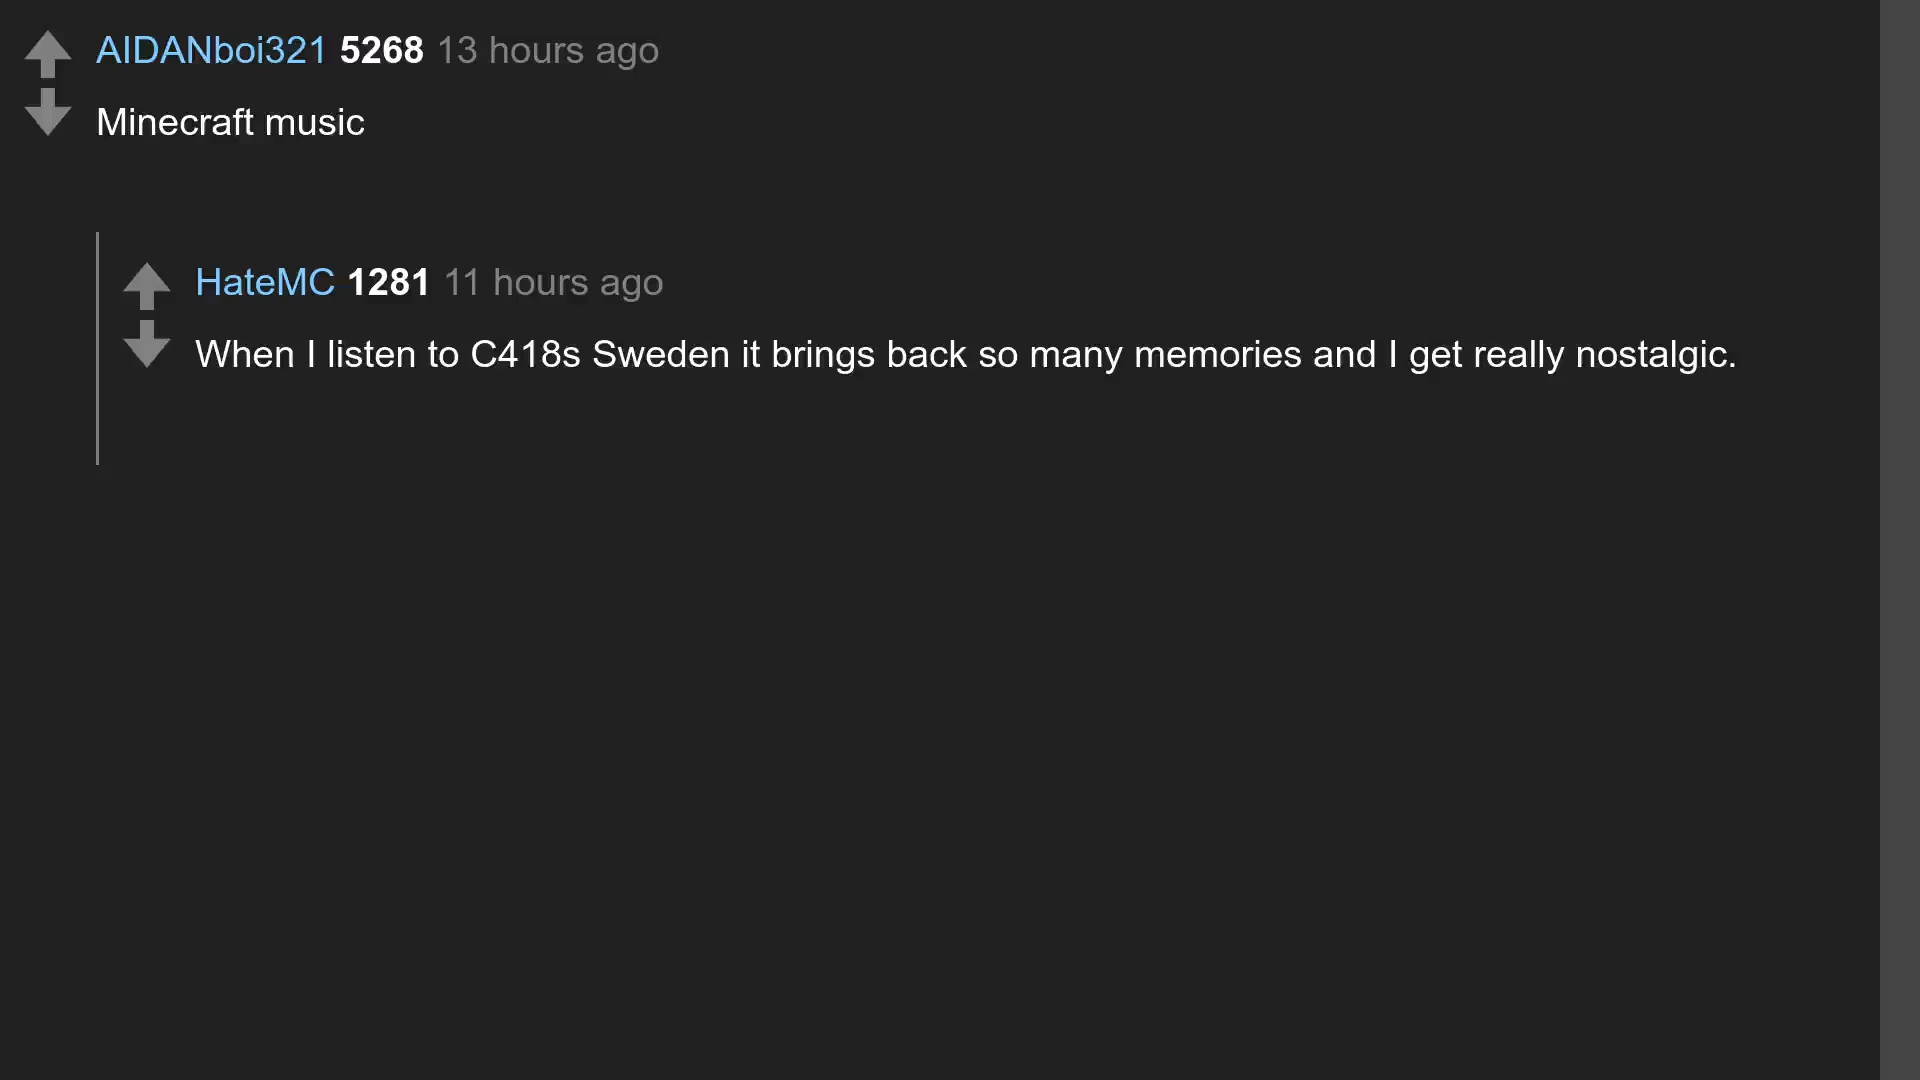 AIDANboi321 5268 13 hours ago
Minecraft music
HateMC 1281 11 hours ago
When I listen to C418s Sweden it brings back so many memories and I get really nostalgic.